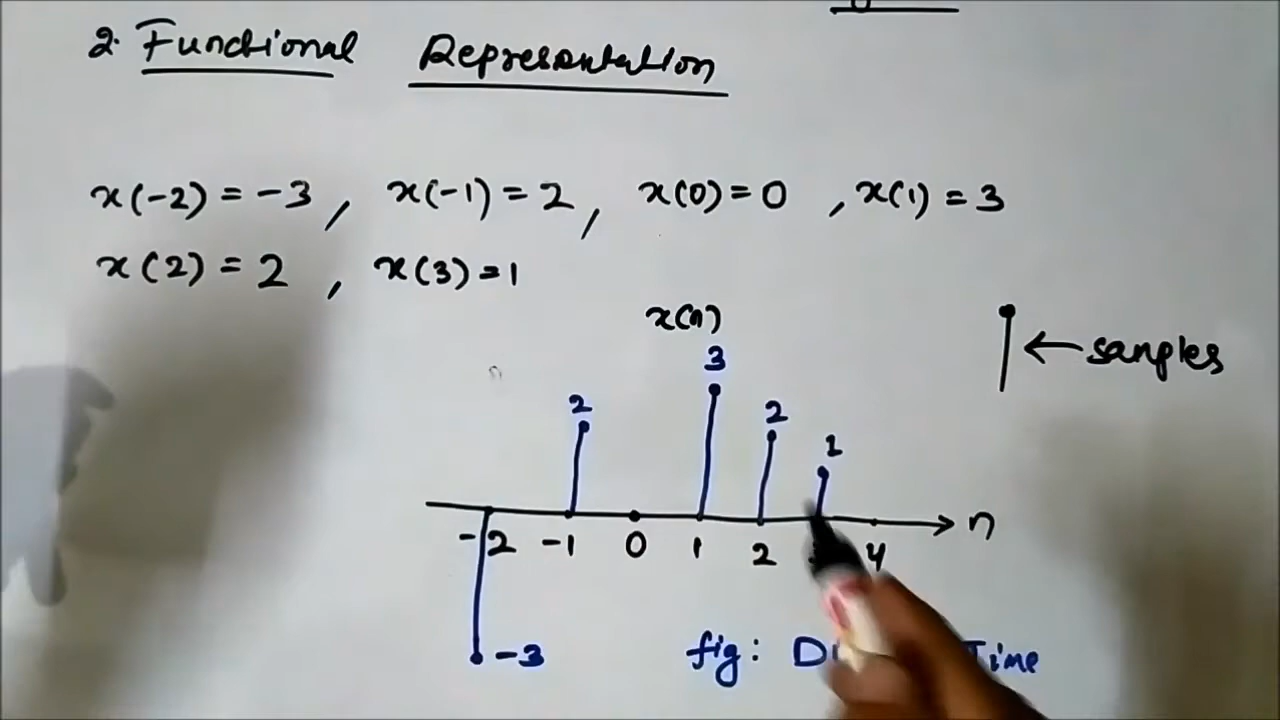 2. Functional Representation
x(-2) = -3 , x(-1) = 2 , x(0) = 0 , x(1) = 3
x(2) = 2 , x(3) = 1
x(n)
3
2
2
1
← samples
n
-2 -1 0 1 2 4
-3
fig: Time